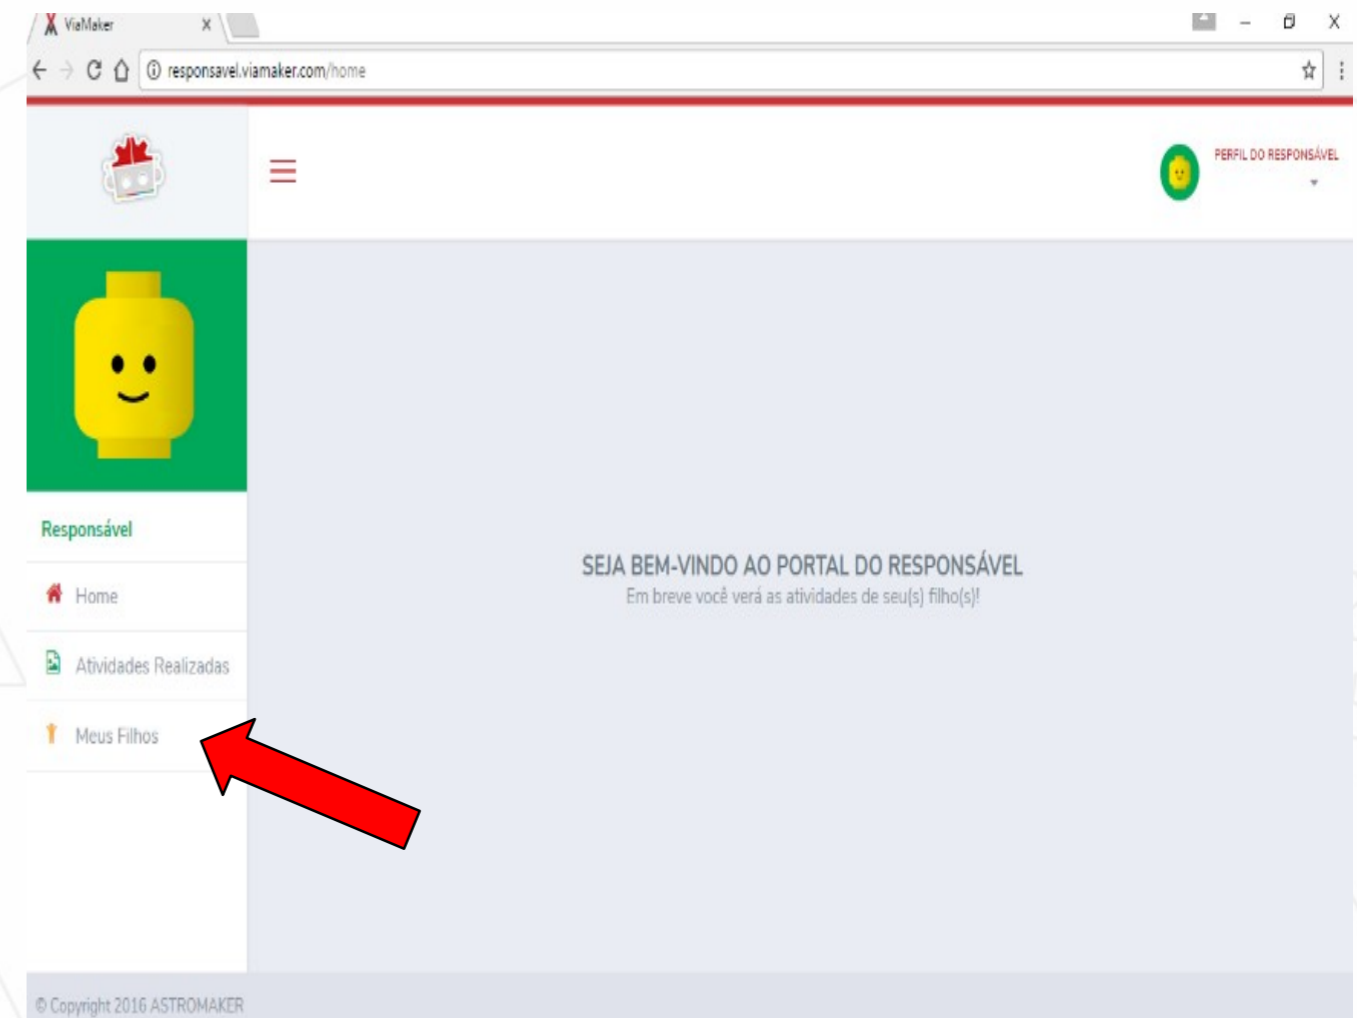 ViaMaker
responsavel.viamaker.com/home
PERFIL DO RESPONSÁVEL
Responsável
Home
Atividades Realizadas
Meus Filhos
SEJA BEM-VINDO AO PORTAL DO RESPONSÁVEL
Em breve você verá as atividades de seu(s) filho(s)!
© Copyright 2016 ASTROMAKER